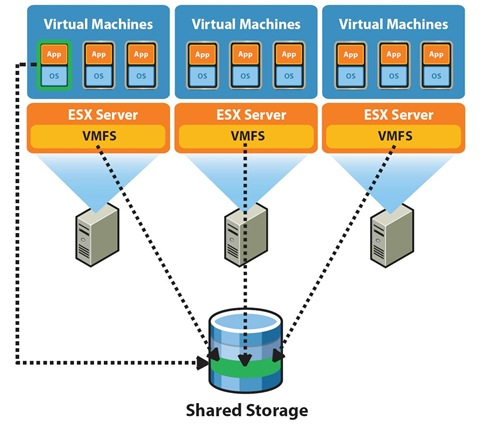 Virtual Machines Virtual Machines Virtual Machines
App App App App App App App App App
OS OS OS OS OS OS OS OS OS
ESX Server ESX Server ESX Server
VMFS VMFS VMFS
Shared Storage